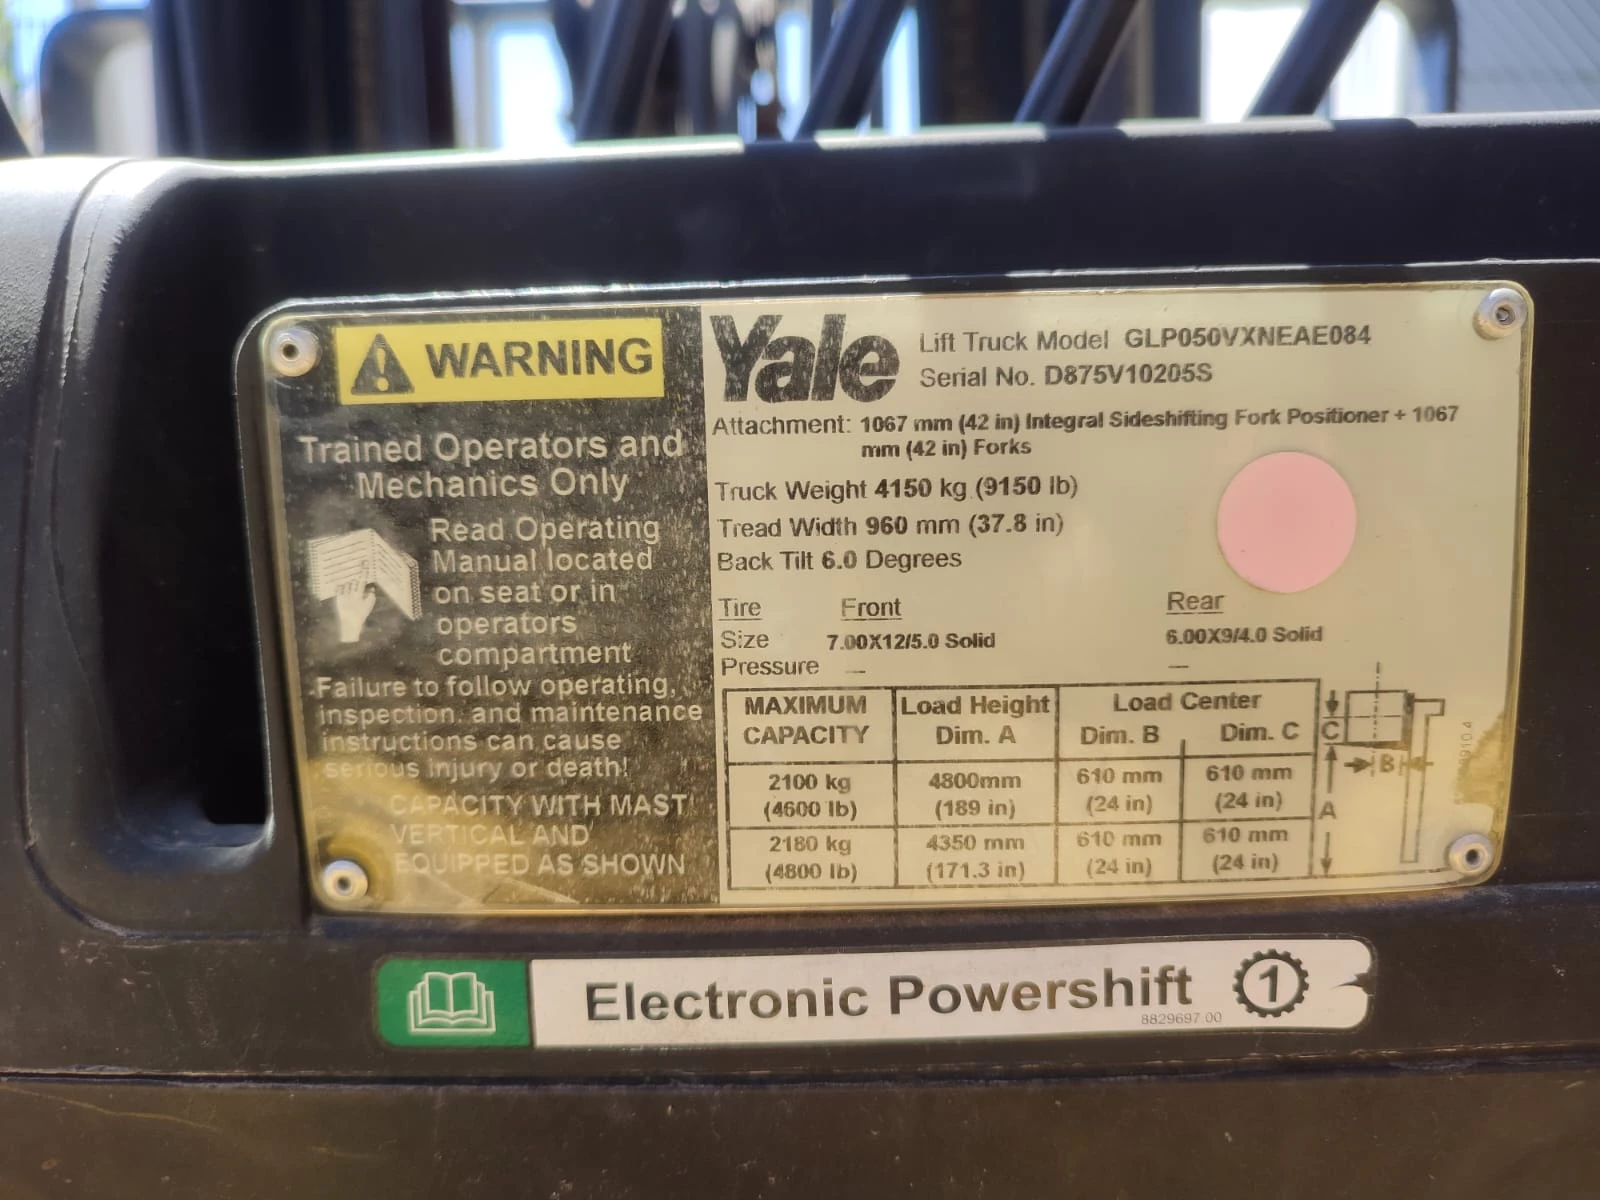 WARNING
Trained Operators and
Mechanics Only
Read Operating
Manual located
on seat or in
operators
compartment
Failure to follow operating,
inspection and maintenance
instructions can cause
serious injury or death!
CAPACITY WITH MAST
VERTICAL AND
EQUIPPED AS SHOWN
Yale
Lift Truck Model GLP050VXNEAE084
Serial No. D875V10205S
Attachment: 1067 mm (42 in) Integral Sideshifting Fork Positioner + 1067
mm (42 in) Forks
Truck Weight 4150 kg (9150 lb)
Tread Width 960 mm (37.8 in)
Back Tilt 6.0 Degrees
Tire Front Rear
Size 7.00X12/5.0 Solid 6.00X9/4.0 Solid
Pressure — —
MAXIMUM Load Height Load Center
CAPACITY Dim. A Dim. B Dim. C
2100 kg 4800mm 610 mm 610 mm
(4600 lb) (189 in) (24 in) (24 in)
2180 kg 4350 mm 610 mm 610 mm
(4800 lb) (171.3 in) (24 in) (24 in)
C
B
A
Electronic Powershift 1
8829697.00